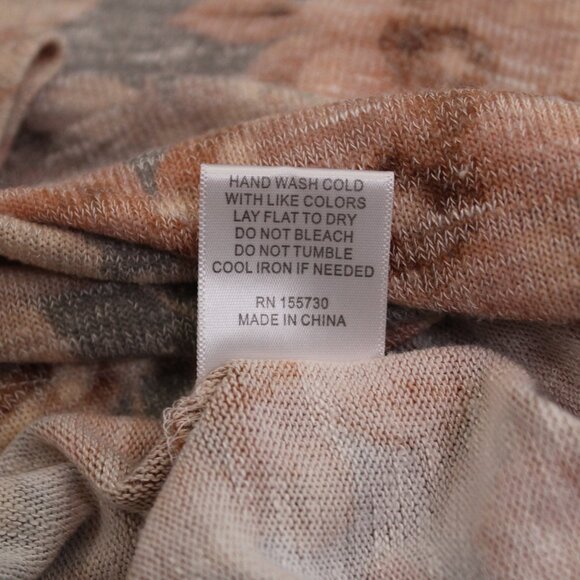 HAND WASH COLD
WITH LIKE COLORS
LAY FLAT TO DRY
DO NOT BLEACH
DO NOT TUMBLE
COOL IRON IF NEEDED
RN 155730
MADE IN CHINA